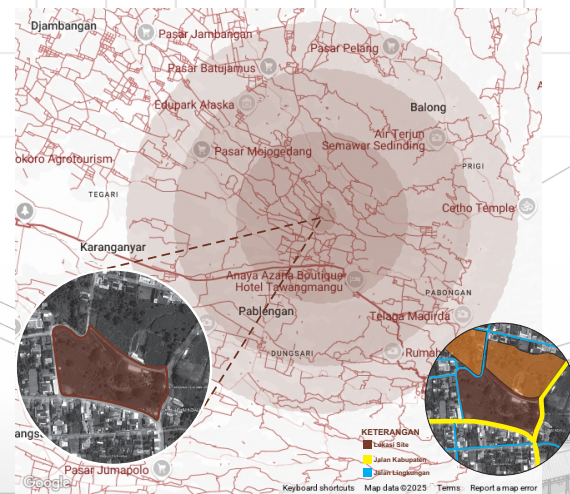 Djambangan
Pasar Jambangan
Pasar Pelang
Pasar Batujamus
Edupark Alaska
Balong
Air Terjun
Semawar Sedinding
Pasar Mojogedang
okoro Agrotourism
PRIGI
TEGARI
Cetho Temple
Karanganyar
Anaya Azana Boutique
Hotel Tawangmangu
PABONGAN
Pablengan
Telaga Madirda
DUNGSARI
Rumah
KETERANGAN
Lokasi Site
Jalan Kabupaten
Jalan Lingkungan
angs
Pasar Jumapolo
Google
Keyboard shortcuts Map data ©2025 Terms Report a map error